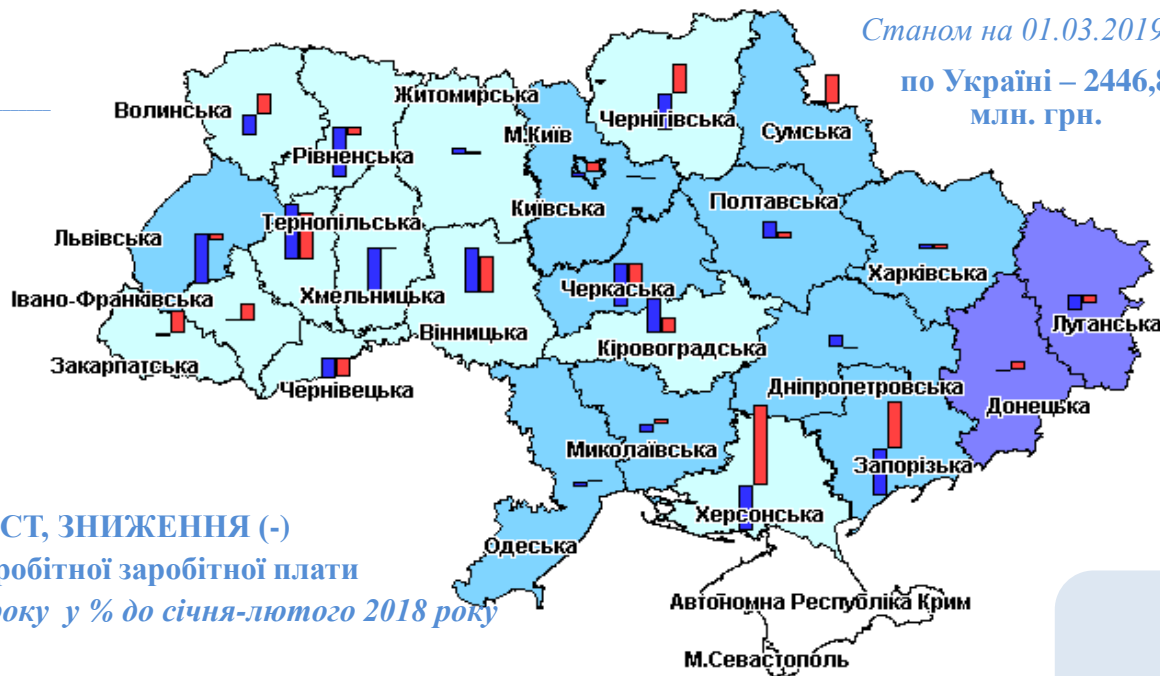 Станом на 01.03.2019
по Україні – 2446,8
млн. грн.
Волинська
Житомирська
Чернігівська
Сумська
М.Київ
Рівненська
Київська
Полтавська
Тернопільська
Львівська
Харківська
Івано-Франківська
Хмельницька
Черкаська
Вінницька
Луганська
Кіровоградська
Закарпатська
Чернівецька
Дніпропетровська
Донецька
Миколаївська
Запорізька
Херсонська
СТ, ЗНИЖЕННЯ (-)
Одеська
робітної заробітної плати
року у % до січня-лютого 2018 року
Автономна Республіка Крим
М.Севастополь